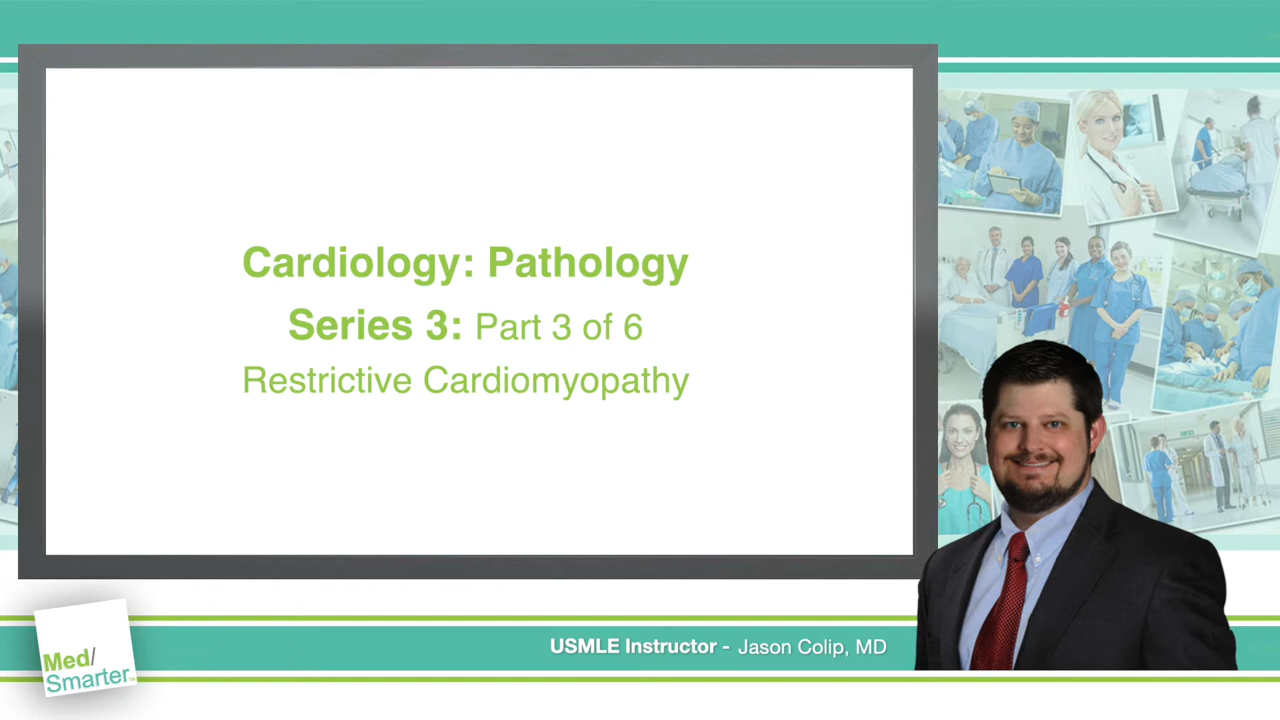 Cardiology: Pathology
Series 3: Part 3 of 6
Restrictive Cardiomyopathy
USMLE Instructor - Jason Colip, MD
Med/
Smarter